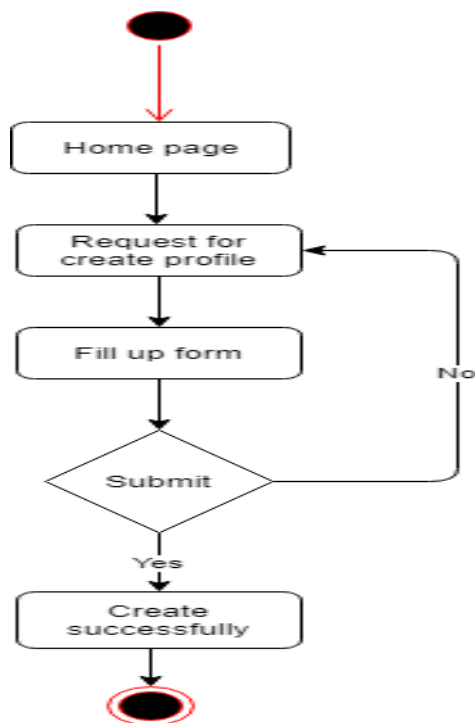 Home page
Request for
create profile
Fill up form
No
Submit
Yes
Create
successfully